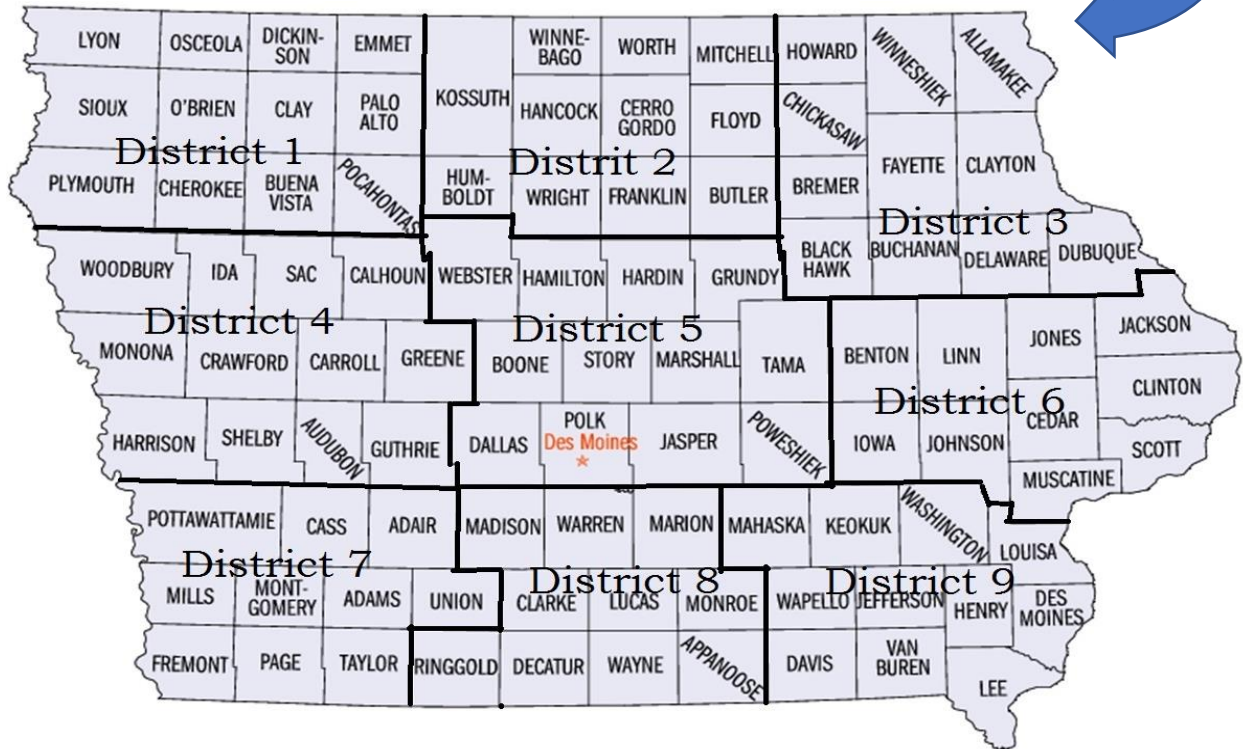 LYON
OSCEOLA
DICKIN-
SON
EMMET
KOSSUTH
WINNE-
BAGO
WORTH
MITCHELL
HOWARD
WINNESHIEK
ALLAMAKEE
SIOUX
O'BRIEN
CLAY
PALO
ALTO
HANCOCK
CERRO
GORDO
FLOYD
CHICKASAW
District 1
Distrit 2
FAYETTE
CLAYTON
PLYMOUTH
CHEROKEE
BUENA
VISTA
POCAHONTAS
HUM-
BOLDT
WRIGHT
FRANKLIN
BUTLER
BREMER
District 3
BLACK
HAWK
BUCHANAN
DELAWARE
DUBUQUE
WOODBURY
IDA
SAC
CALHOUN
WEBSTER
HAMILTON
HARDIN
GRUNDY
District 4
District 5
MONONA
CRAWFORD
CARROLL
GREENE
BOONE
STORY
MARSHALL
TAMA
BENTON
LINN
JONES
JACKSON
CLINTON
District 6
HARRISON
SHELBY
AUDUBON
GUTHRIE
DALLAS
POLK
Des Moines
JASPER
POWESHIEK
IOWA
JOHNSON
CEDAR
SCOTT
MUSCATINE
POTTAWATTAMIE
CASS
ADAIR
MADISON
WARREN
MARION
MAHASKA
KEOKUK
WASHINGTON
LOUISA
District 7
District 8
District 9
MILLS
MONT-
GOMERY
ADAMS
UNION
CLARKE
LUCAS
MONROE
WAPELLO
JEFFERSON
HENRY
DES
MOINES
FREMONT
PAGE
TAYLOR
RINGGOLD
DECATUR
WAYNE
APPANOOSE
DAVIS
VAN
BUREN
LEE